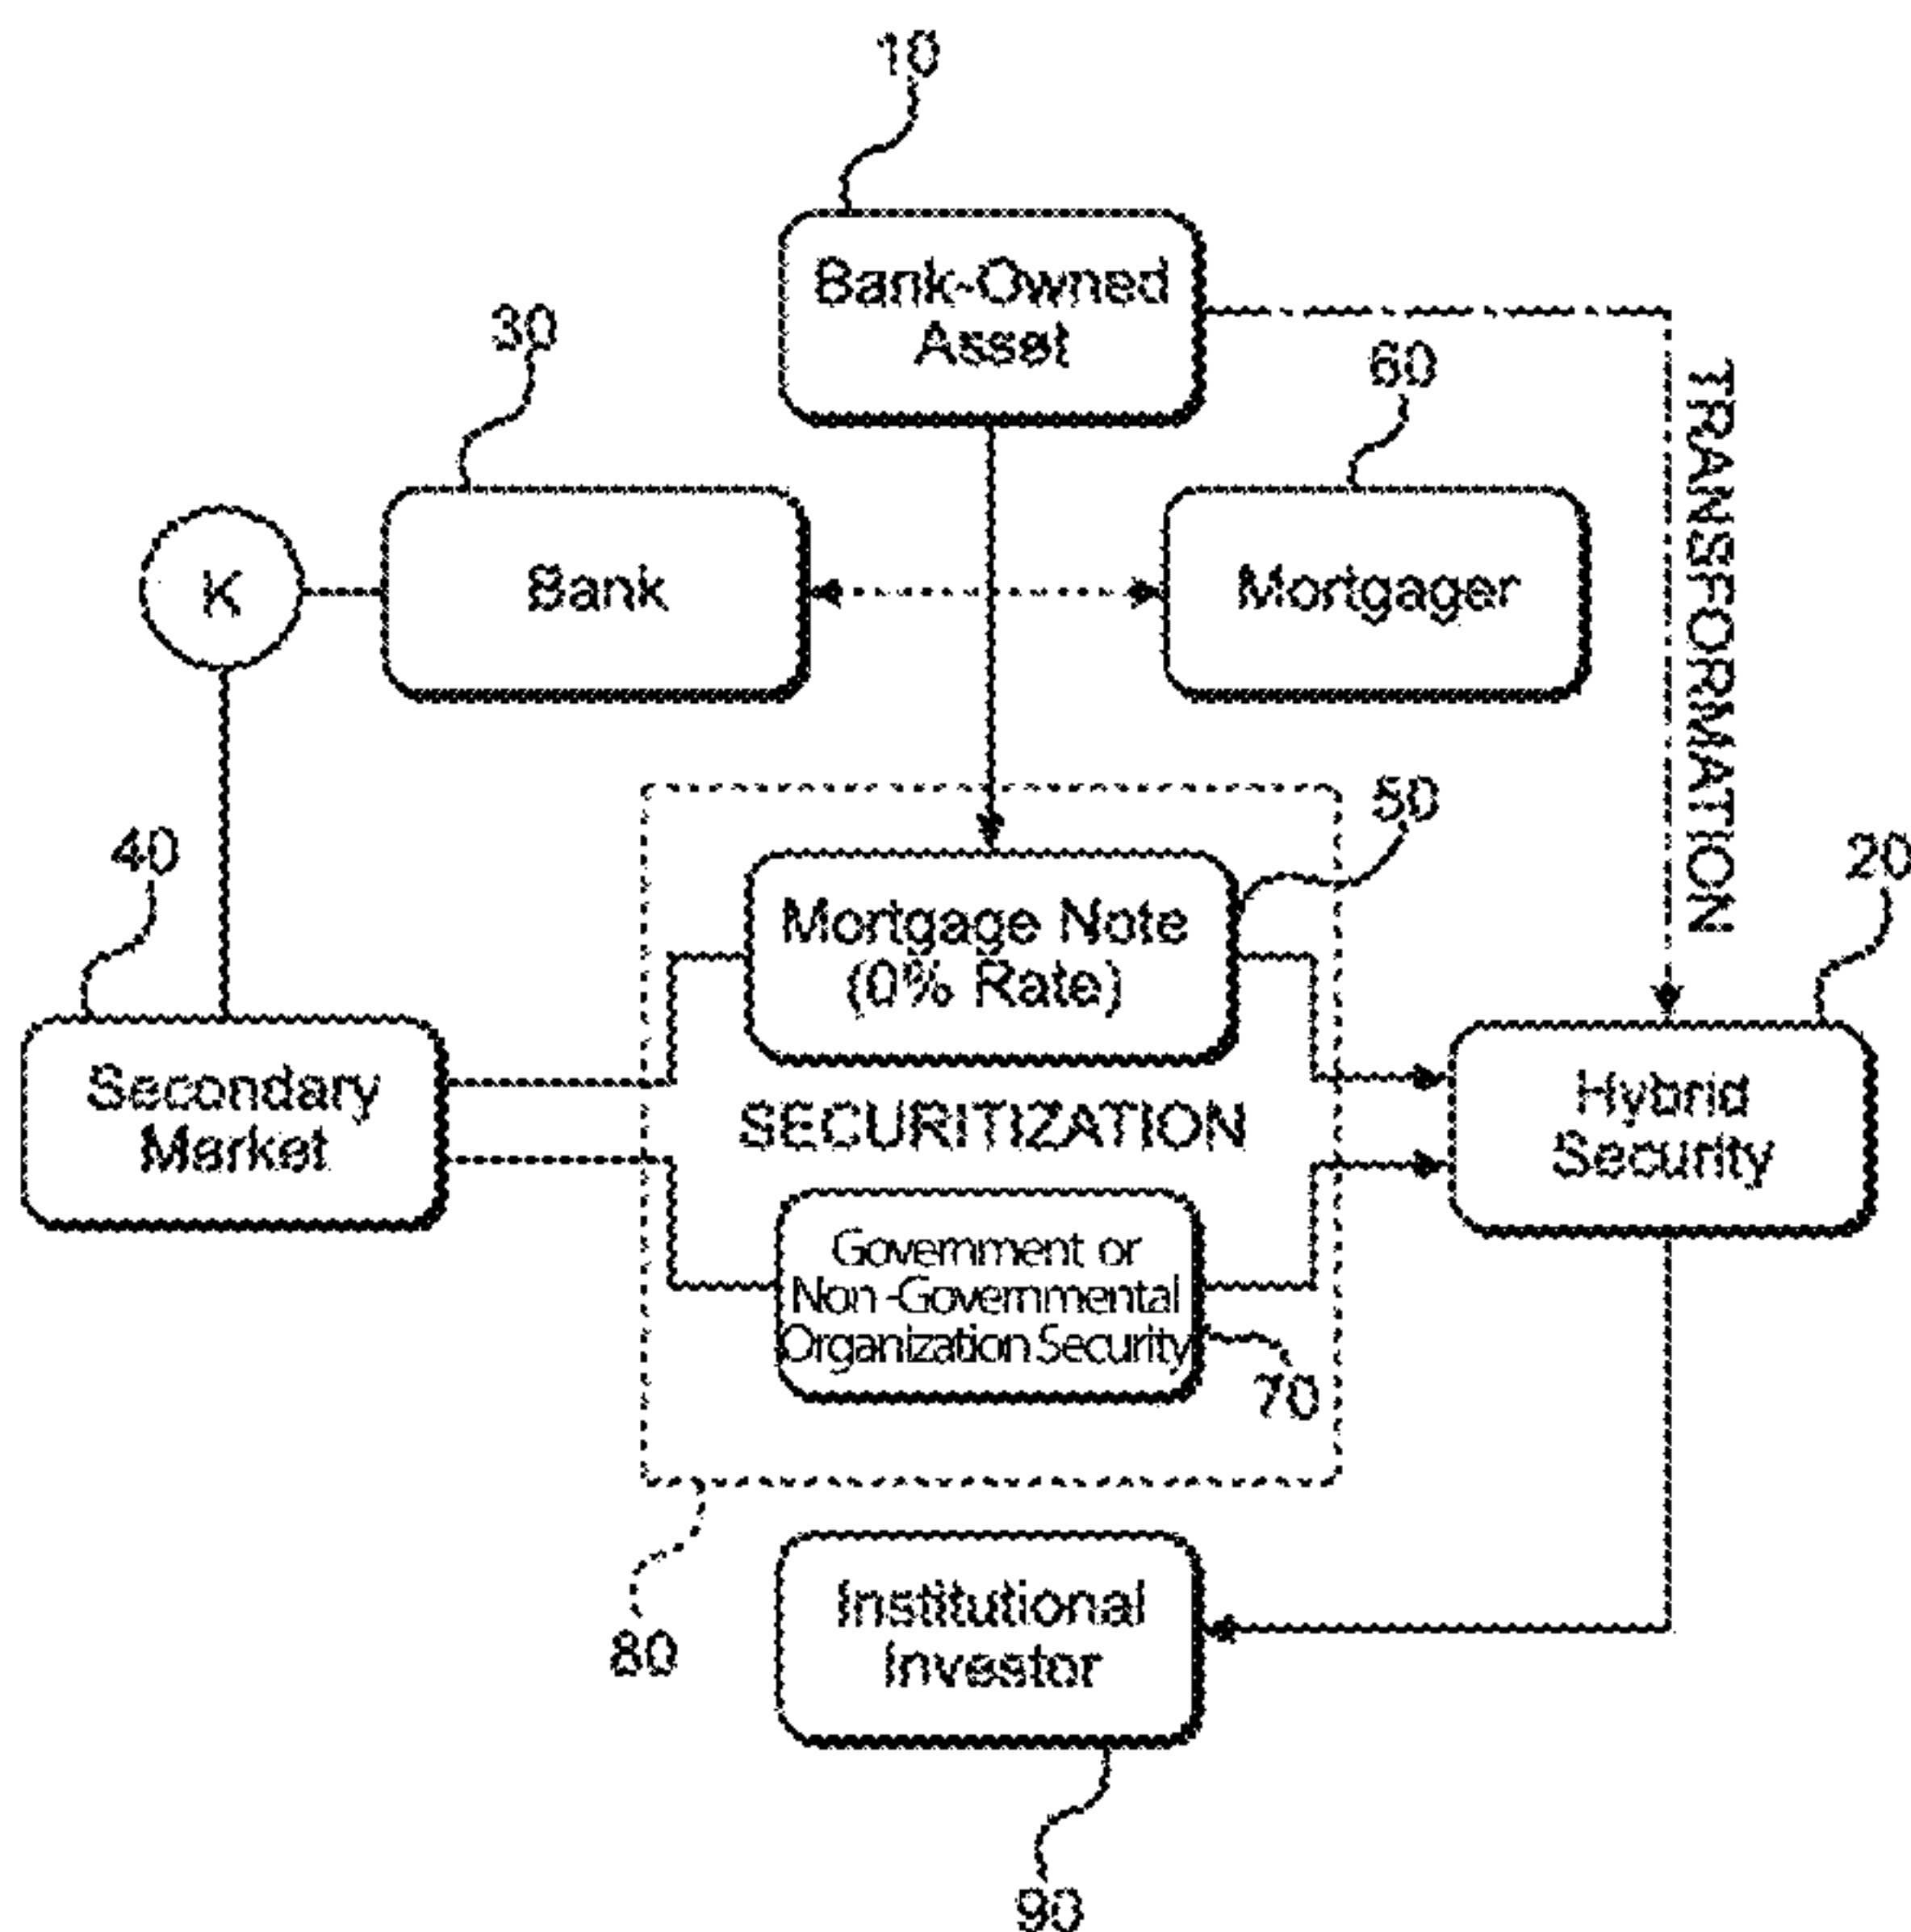 10
Bank-Owned
Asset
30
60
TRANSFORMATION
K
Bank
Mortgager
50
40
20
Mortgage Note
(0% Rate)
Secondary
Market
SECURITIZATION
Hybrid
Security
Government or
Non-Governmental
Organization Security
70
80
Institutional
Investor
90